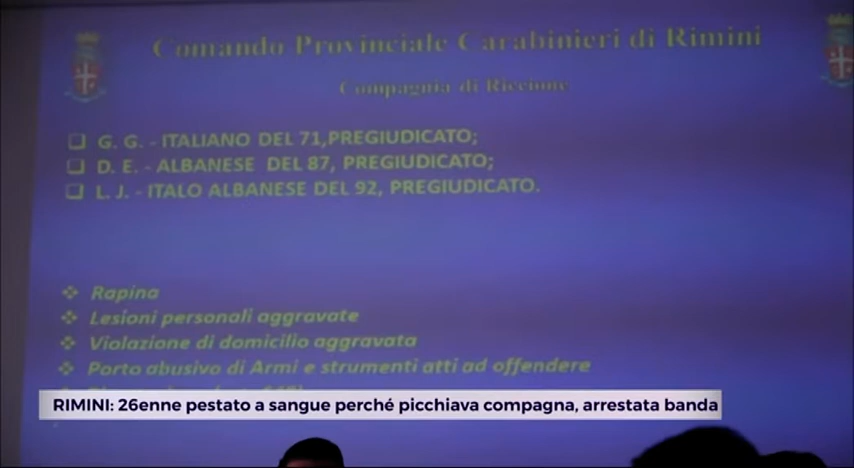 Comando Provinciale Carabinieri di Rimini
Compagnia di Riccione
G. G. - ITALIANO DEL 71,PREGIUDICATO;
D. E. - ALBANESE DEL 87, PREGIUDICATO;
L. J. - ITALO ALBANESE DEL 92, PREGIUDICATO.
Rapina
Lesioni personali aggravate
Violazione di domicilio aggravata
Porto abusivo di Armi e strumenti atti ad offendere
RIMINI: 26enne pestato a sangue perché picchiava compagna, arrestata banda